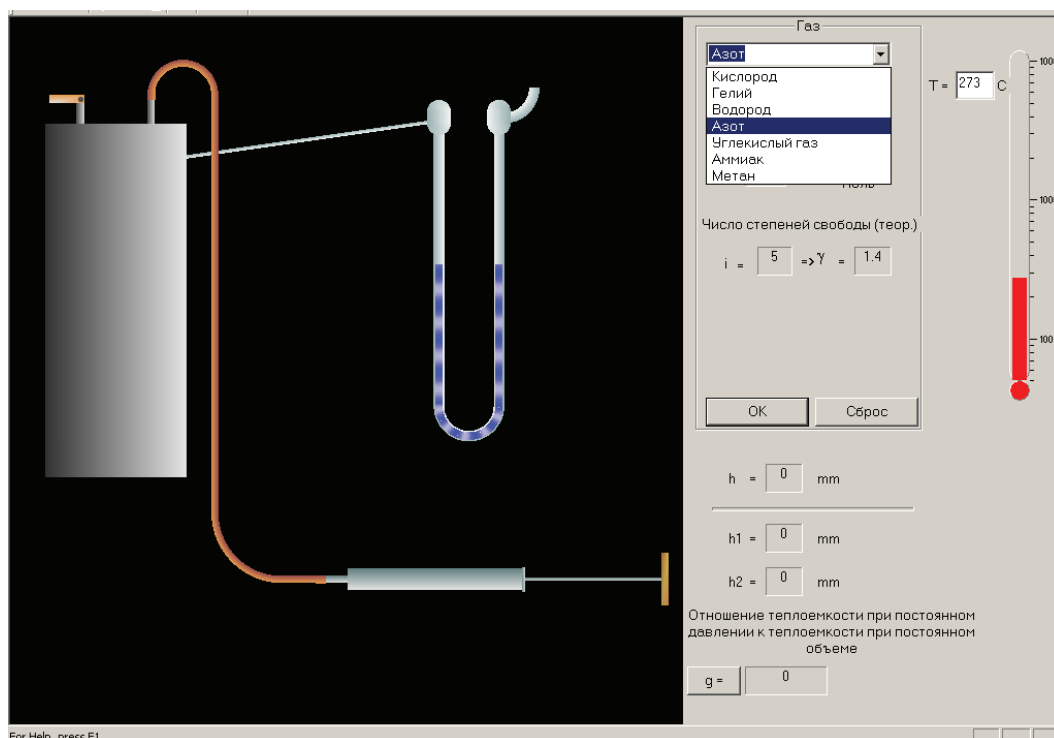 Газ
Азот
Кислород
Гелий
Водород
Азот
Углекислый газ
Аммиак
Метан
T = 273 C
Число степеней свободы (теор.)
i = 5 => γ = 1.4
OK
Сброс
h = 0 mm
h1 = 0 mm
h2 = 0 mm
Отношение теплоемкости при постоянном
давлении к теплоемкости при постоянном
объеме
g = 0
100
For Help, press F1